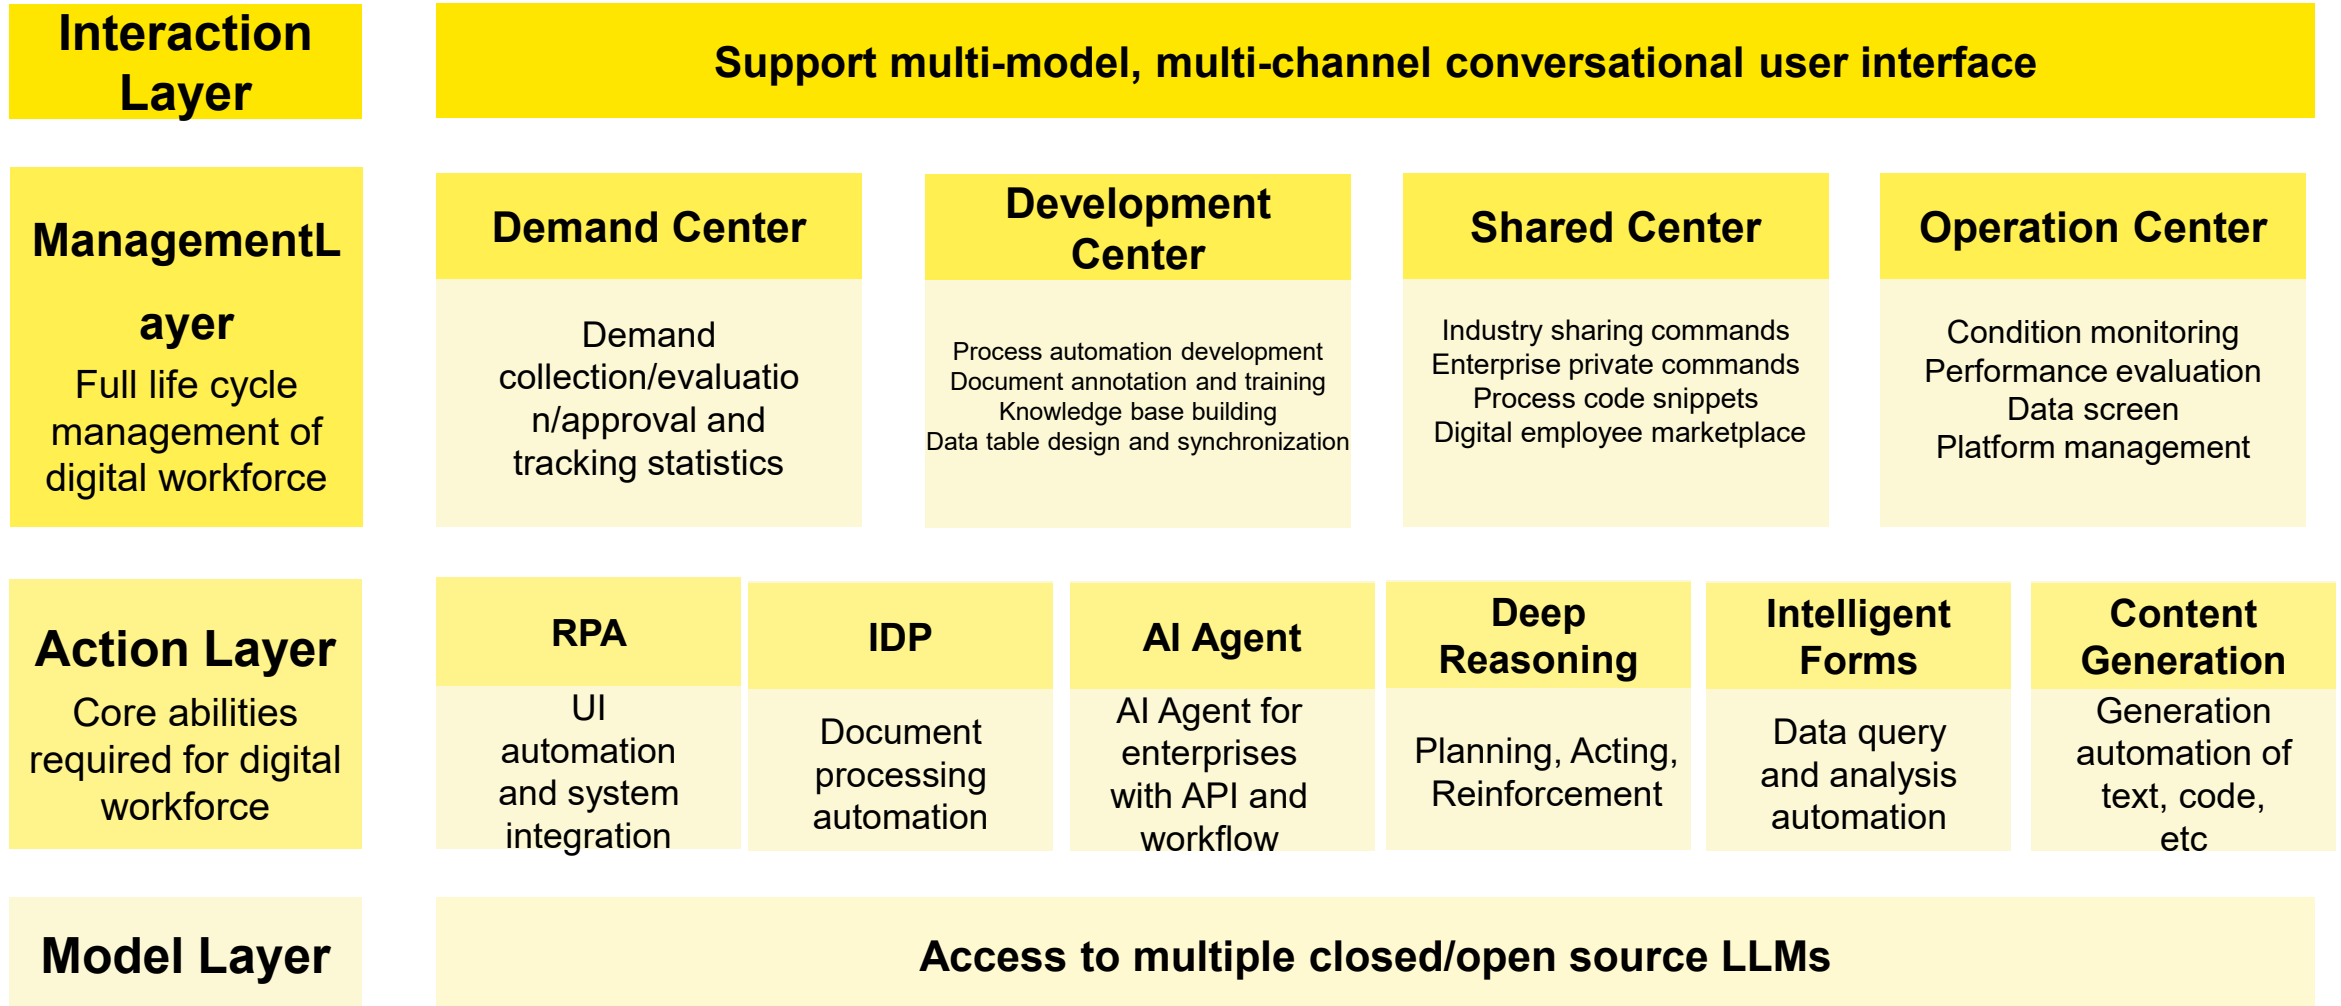 Interaction
Layer
Support multi-model, multi-channel conversational user interface
ManagementL
ayer
Full life cycle
management of
digital workforce
Demand Center
Demand
collection/evaluatio
n/approval and
tracking statistics
Development
Center
Process automation development
Document annotation and training
Knowledge base building
Data table design and synchronization
Shared Center
Industry sharing commands
Enterprise private commands
Process code snippets
Digital employee marketplace
Operation Center
Condition monitoring
Performance evaluation
Data screen
Platform management
Action Layer
Core abilities
required for digital
workforce
RPA
UI
automation
and system
integration
IDP
Document
processing
automation
AI Agent
AI Agent for
enterprises
with API and
workflow
Deep
Reasoning
Planning, Acting,
Reinforcement
Intelligent
Forms
Data query
and analysis
automation
Content
Generation
Generation
automation of
text, code,
etc
Model Layer
Access to multiple closed/open source LLMs